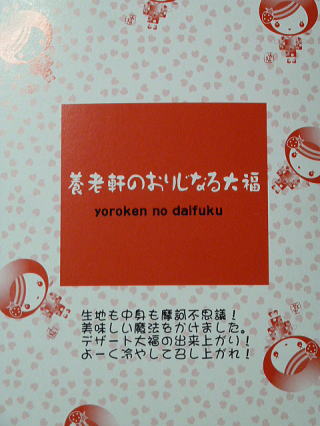 養老軒のおりじなる大福
yoroken no daifuku
生地も中身も摩訶不思議!
美味しい魔法をかけました。
デザート大福の出来上がり!
よーく冷やして召し上がれ!